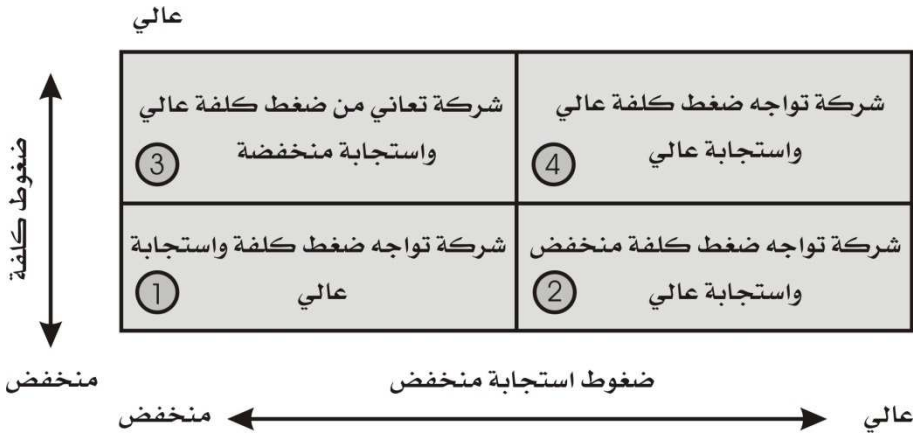 عالي
شركة تواجه ضغط كلفة عالي
واستجابة عالي
4
شركة تعاني من ضغط كلفة عالي
واستجابة منخفضة
3
ضغوط كلفة
شركة تواجه ضغط كلفة منخفض
واستجابة عالي
2
شركة تواجه ضغط كلفة واستجابة
عالي
1
منخفض
ضغوط استجابة منخفض
عالي
منخفض